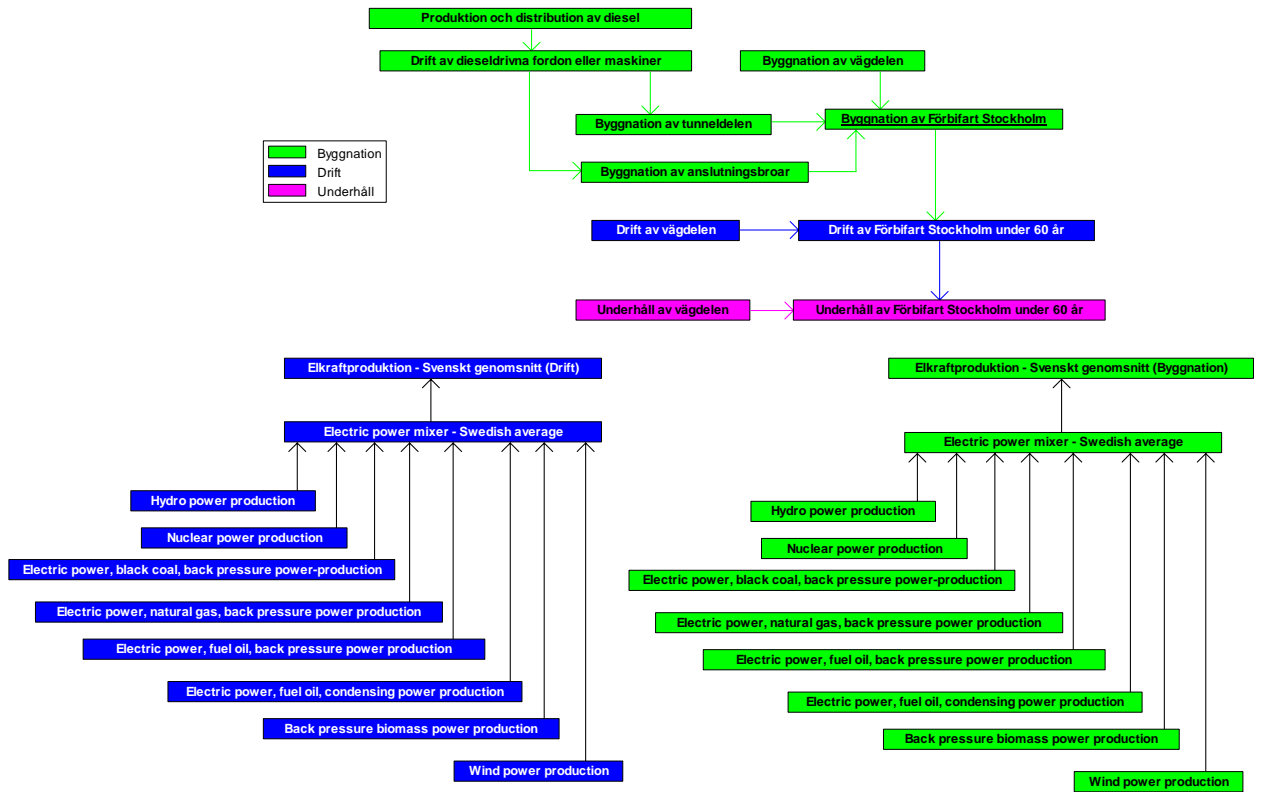 Produktion och distribution av diesel
Drift av dieseldrivna fordon eller maskiner
Byggnation av vägdelen
Byggnation av tunneldelen
Byggnation av Förbifart Stockholm
Byggnation av anslutningsbroar
Byggnation
Drift
Underhåll
Drift av vägdelen
Drift av Förbifart Stockholm under 60 år
Underhåll av vägdelen
Underhåll av Förbifart Stockholm under 60 år
Elkraftproduktion - Svenskt genomsnitt (Drift)
Electric power mixer - Swedish average
Hydro power production
Nuclear power production
Electric power, black coal, back pressure power-production
Electric power, natural gas, back pressure power production
Electric power, fuel oil, back pressure power production
Electric power, fuel oil, condensing power production
Back pressure biomass power production
Wind power production
Elkraftproduktion - Svenskt genomsnitt (Byggnation)
Electric power mixer - Swedish average
Hydro power production
Nuclear power production
Electric power, black coal, back pressure power-production
Electric power, natural gas, back pressure power production
Electric power, fuel oil, back pressure power production
Electric power, fuel oil, condensing power production
Back pressure biomass power production
Wind power production